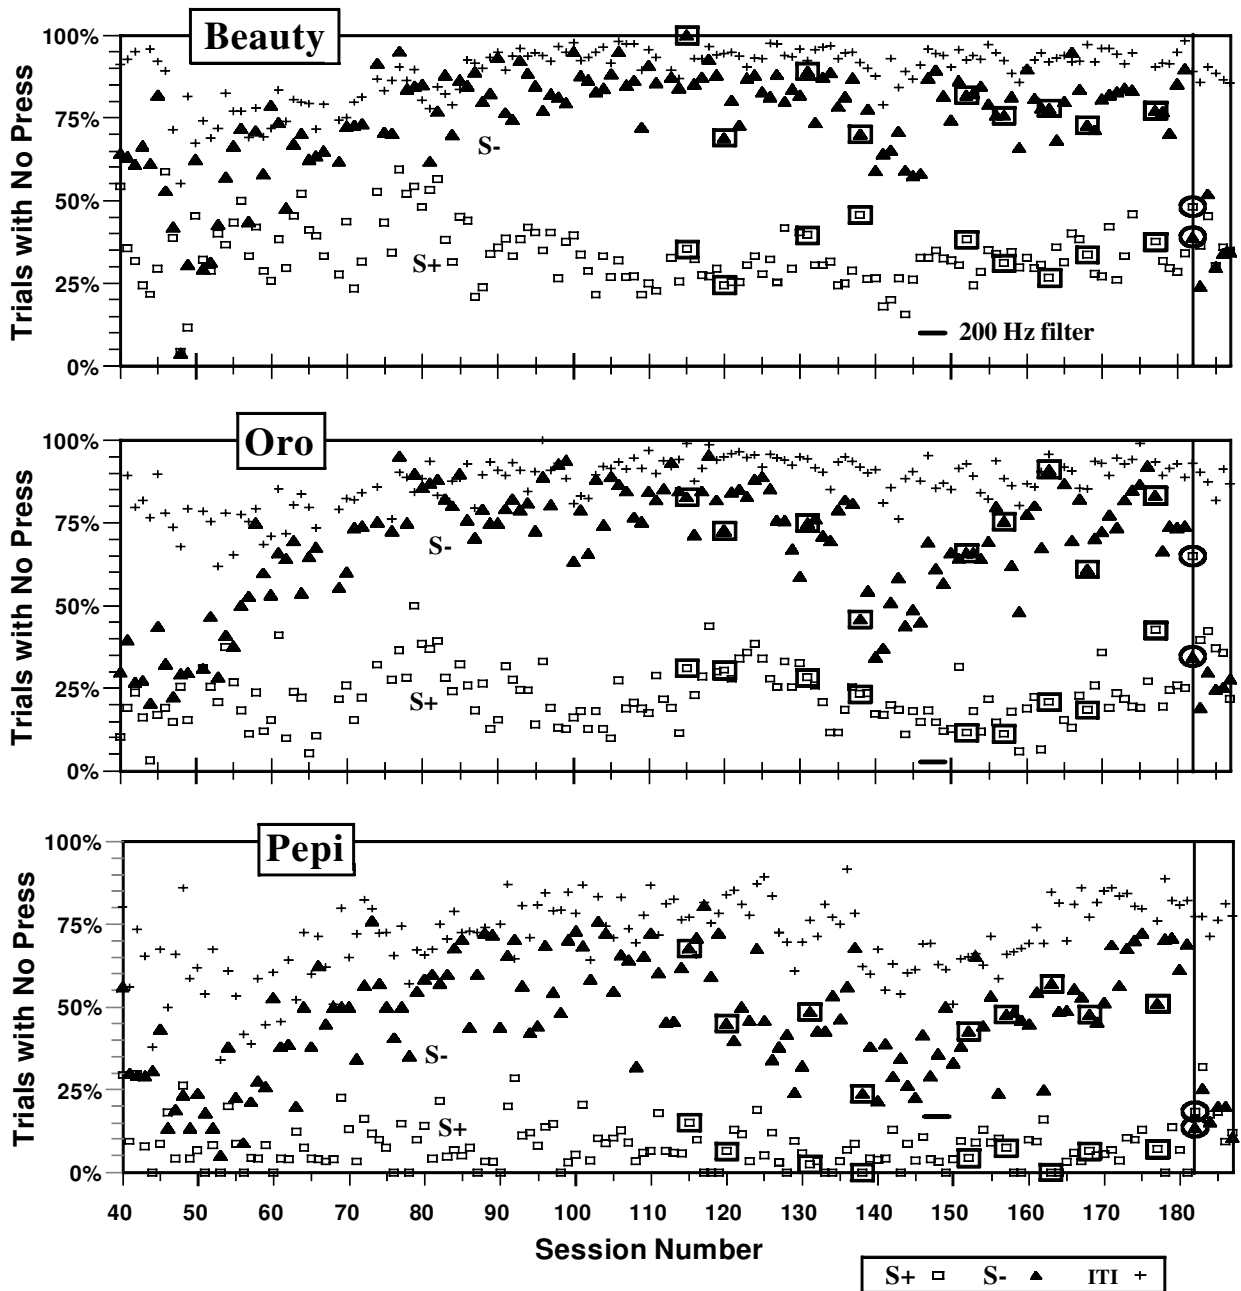 Beauty
100%
75%
50%
25%
0%
Trials with No Press
S-
S+
200 Hz filter
Oro
100%
75%
50%
25%
0%
Trials with No Press
S-
S+
Pepi
100%
75%
50%
25%
0%
Trials with No Press
S-
S+
40 50 60 70 80 90 100 110 120 130 140 150 160 170 180
Session Number
S+ S- ITI